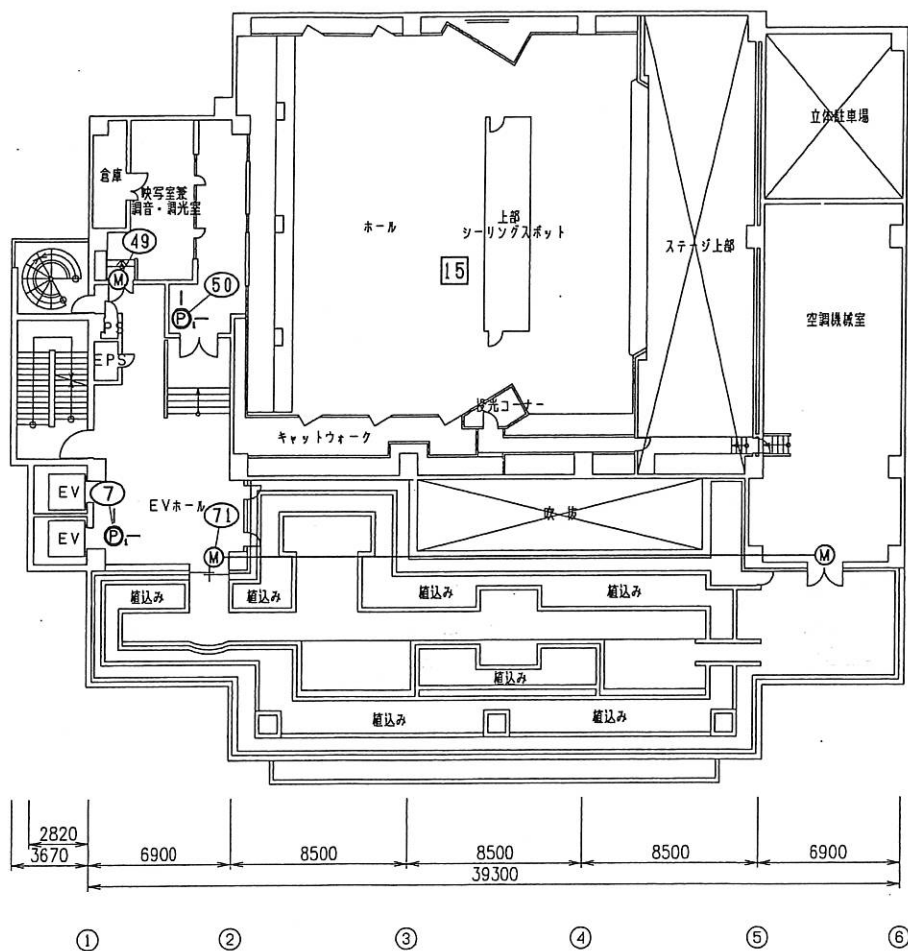 立体駐車場
倉庫
映写室兼
調音・調光室
ホール
上部
シーリングスポット
ステージ上部
49
M
15
50
P
空調機械室
PS
EPS
投光コーナー
キャットウォーク
EV
7
EVホール
71
吹抜
EV
P
M
M
植込み
植込み
植込み
植込み
植込み
植込み
植込み
2820
3670
6900
8500
8500
8500
6900
39300
1
2
3
4
5
6